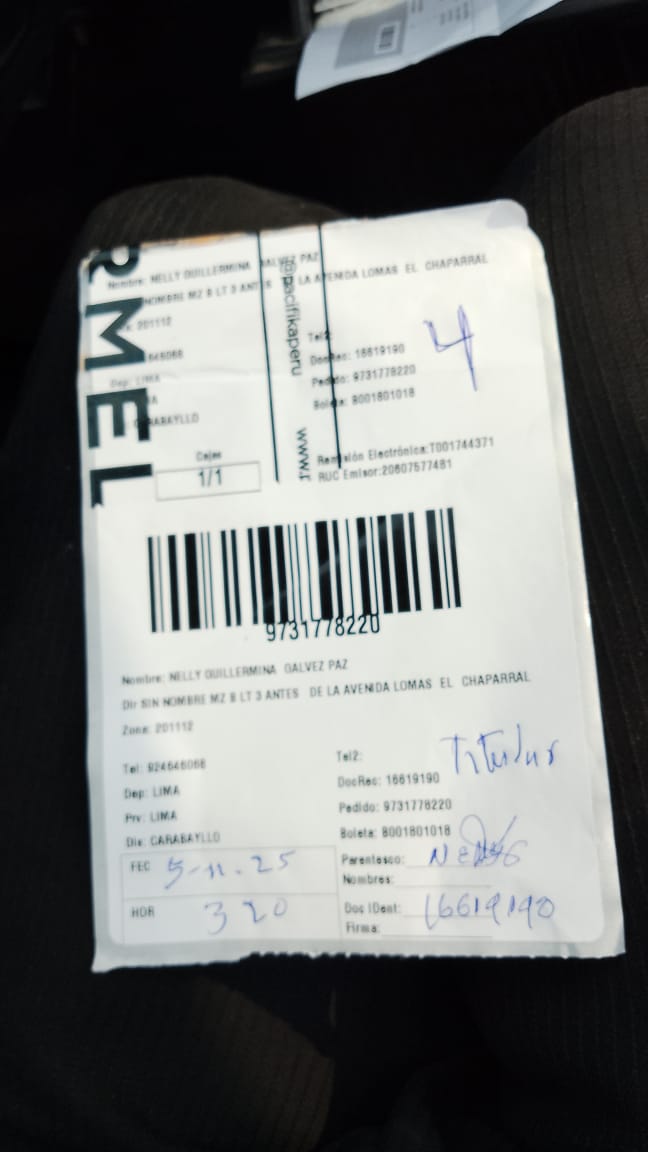 RMEL
Nombre: NELLY GUILLERMINA GALVEZ PAZ
NOMBRE MZ B LT 3 ANTES LA AVENIDA LOMAS EL CHAPARRAL
201112
Tel2:
DocRec: 16619190
Dep: LIMA
Pedido: 9731778220
CARABAYLLO
Boleta: B001801018
4
@pacifikaperu
www.
Cajas
1/1
Remisión Electrónica:T001744371
RUC Emisor:20607577481
9731778220
Nombre: NELLY GUILLERMINA GALVEZ PAZ
Dir SIN NOMBRE MZ B LT 3 ANTES DE LA AVENIDA LOMAS EL CHAPARRAL
Zona: 201112
Tel: 924646066
Tel2:
Titular
Dep: LIMA
DocRec: 16619190
Prv: LIMA
Pedido: 9731778220
Dis: CARABAYLLO
Boleta: B001801018
FEC 5-11-25
Parentesco:
Nombres:
HOR 3 20
Doc IDent: 16619190
Firma: